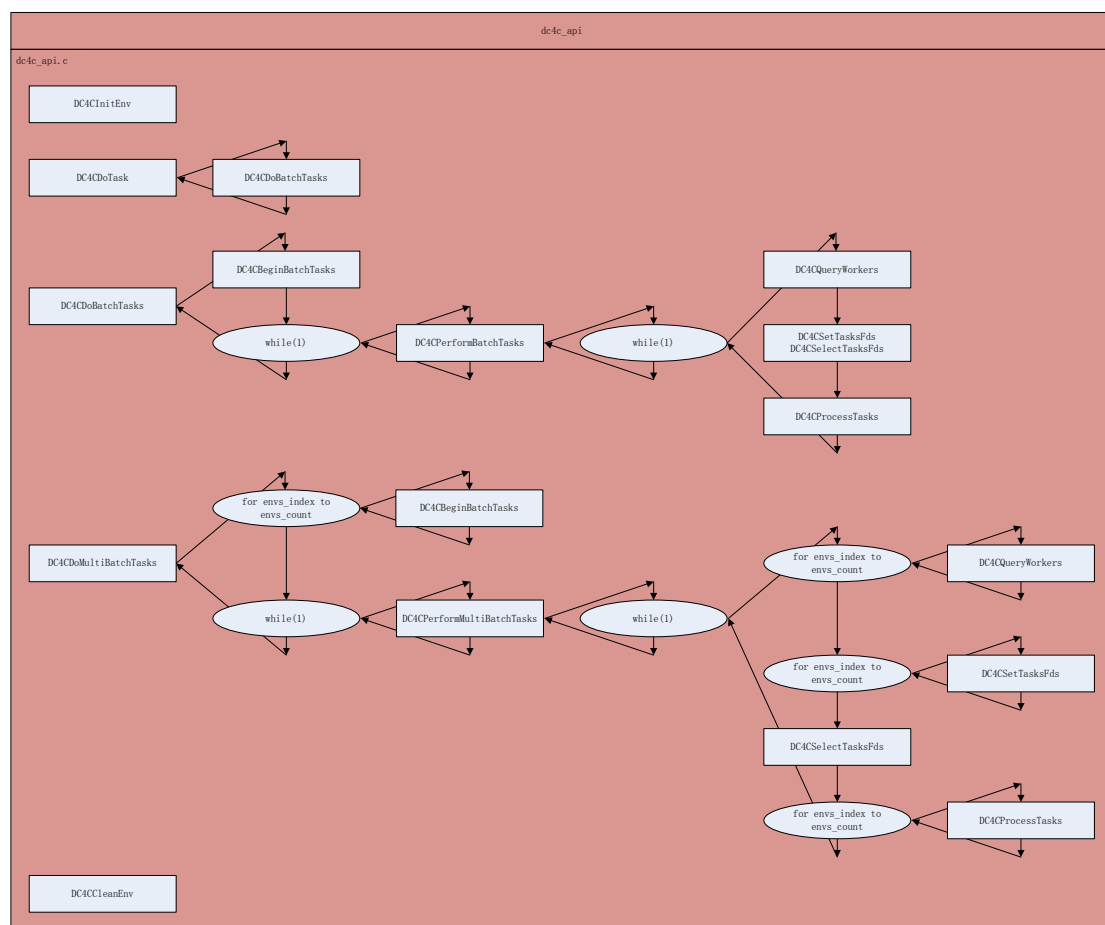 dc4c_api
dc4c_api.c
DC4CInitEnv
DC4CDoTask
DC4CDoBatchTasks
DC4CBeginBatchTasks
DC4CQueryWorkers
DC4CDoBatchTasks
while(1)
DC4CPerformBatchTasks
while(1)
DC4CSetTasksFds
DC4CSelectTasksFds
DC4CProcessTasks
for envs_index to
envs_count
DC4CBeginBatchTasks
DC4CDoMultiBatchTasks
for envs_index to
envs_count
DC4CQueryWorkers
while(1)
DC4CPerformMultiBatchTasks
while(1)
for envs_index to
envs_count
DC4CSetTasksFds
DC4CSelectTasksFds
for envs_index to
envs_count
DC4CProcessTasks
DC4CCleanEnv